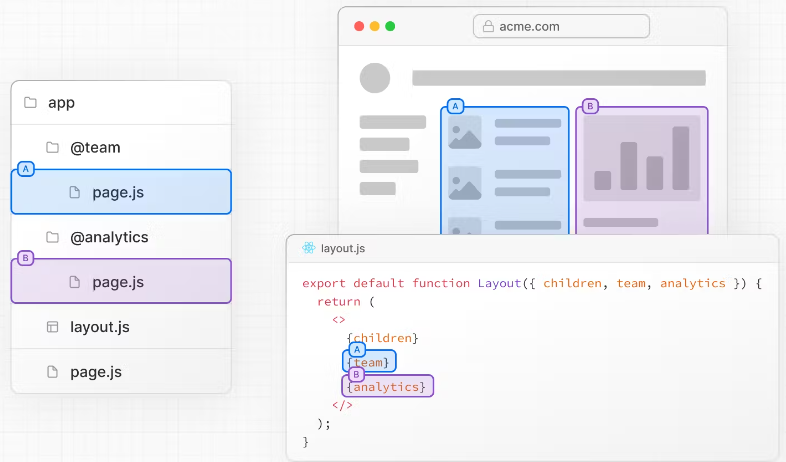 app
@team
A
page.js
@analytics
B
page.js
layout.js
page.js
acme.com
A
B
layout.js
export default function Layout({ children, team, analytics }) {
return (
<>
{children}
A
{team}
B
{analytics}
</>
);
}